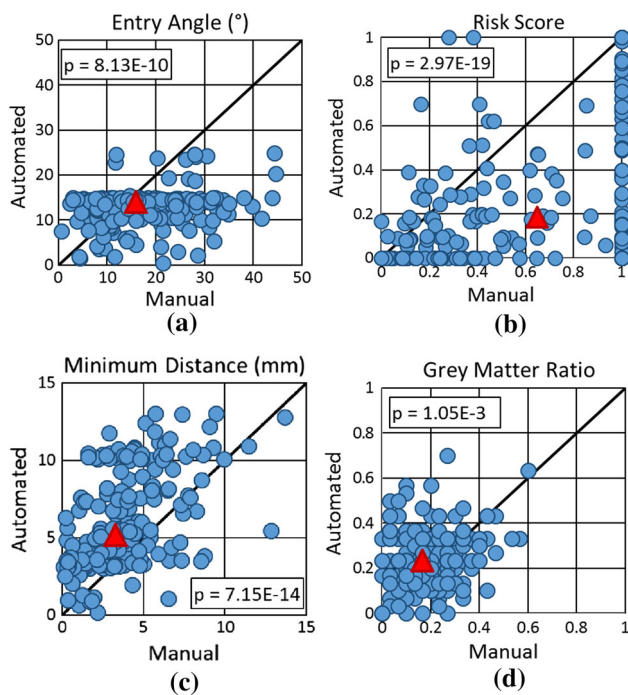 Entry Angle (°)
50
40
30
20
10
0
p = 8.13E-10
Automated
0 10 20 30 40 50
Manual
(a)
Risk Score
1
0.8
0.6
0.4
0.2
0
p = 2.97E-19
Automated
0 0.2 0.4 0.6 0.8 1
Manual
(b)
Minimum Distance (mm)
15
10
5
0
p = 7.15E-14
Automated
0 5 10 15
Manual
(c)
Grey Matter Ratio
1
0.8
0.6
0.4
0.2
0
p = 1.05E-3
Automated
0 0.2 0.4 0.6 0.8 1
Manual
(d)